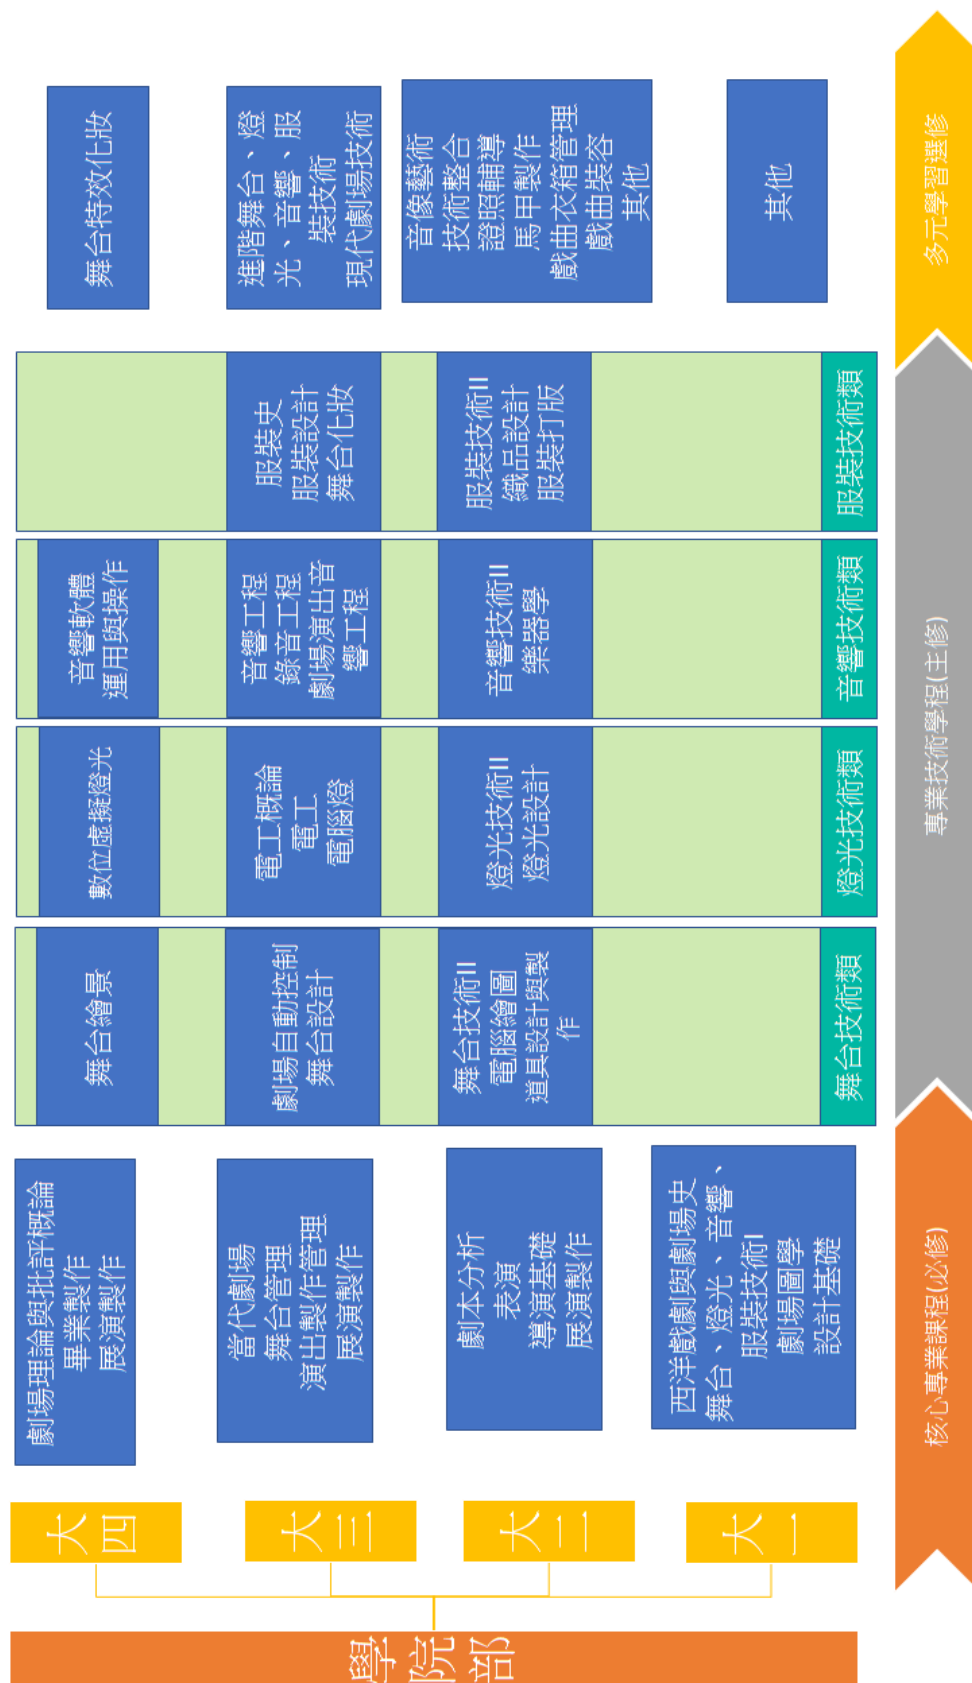 學院部
大四
劇場理論與批評概論
畢業製作
展演製作
舞台繪景
數位虛擬燈光
音響軟體
運用與操作
舞台特效化妝
大三
當代劇場
舞台管理
演出製作管理
展演製作
劇場自動控制
舞台設計
電工概論
電工
電腦燈
音響工程
錄音工程
劇場演出音
響工程
服裝史
服裝設計
舞台化妝
進階舞台、燈
光、音響、服
裝技術
現代劇場技術
大二
劇本分析
表演
導演基礎
展演製作
舞台技術II
電腦繪圖
道具設計與製
作
燈光技術II
燈光設計
音響技術II
樂器學
服裝技術II
織品設計
服裝打版
音像藝術
技術整合
證照輔導
馬甲製作
戲曲衣箱管理
戲曲裝容
其他
大一
西洋戲劇與劇場史
舞台、燈光、音響、
服裝技術I
劇場圖學
設計基礎
其他
舞台技術類
燈光技術類
音響技術類
服裝技術類
核心專業課程(必修)
專業技術學程(主修)
多元學習選修